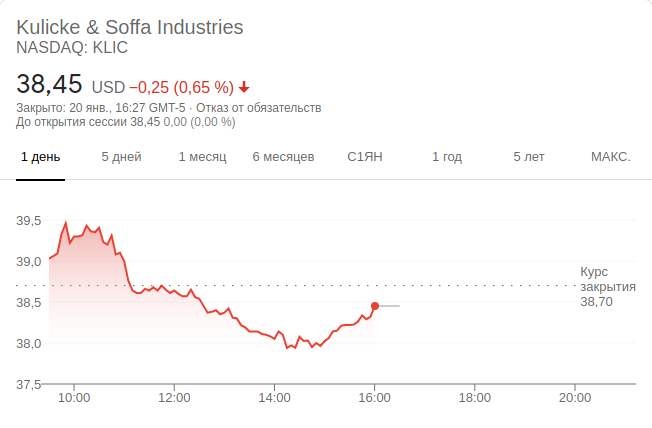 Kulicke & Soffa Industries
NASDAQ: KLIC
38,45 USD −0,25 (0,65 %)
Закрыто: 20 янв., 16:27 GMT-5 · Отказ от обязательств
До открытия сессии 38,45 0,00 (0,00 %)
1 день 5 дней 1 месяц 6 месяцев С1ЯН 1 год 5 лет МАКС.
39,5
39,0
Курс
закрытия
38,70
38,5
38,0
37,5
10:00 12:00 14:00 16:00 18:00 20:00